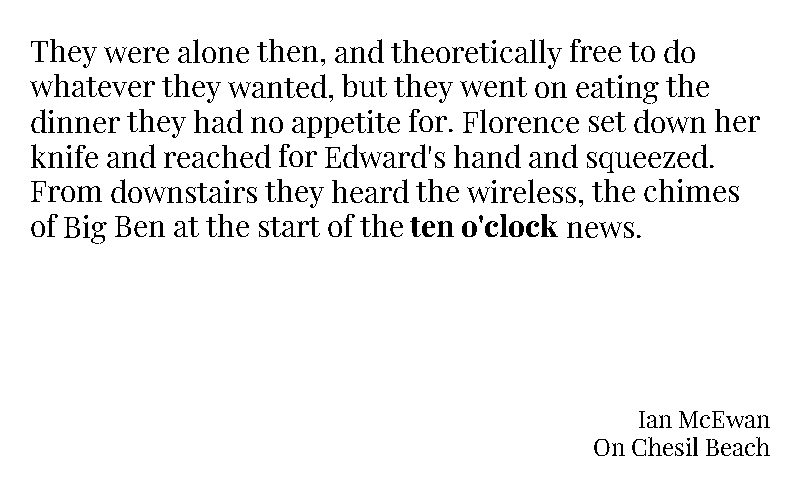 They were alone then, and theoretically free to do
whatever they wanted, but they went on eating the
dinner they had no appetite for. Florence set down her
knife and reached for Edward's hand and squeezed.
From downstairs they heard the wireless, the chimes
of Big Ben at the start of the ten o'clock news.
Ian McEwan
On Chesil Beach